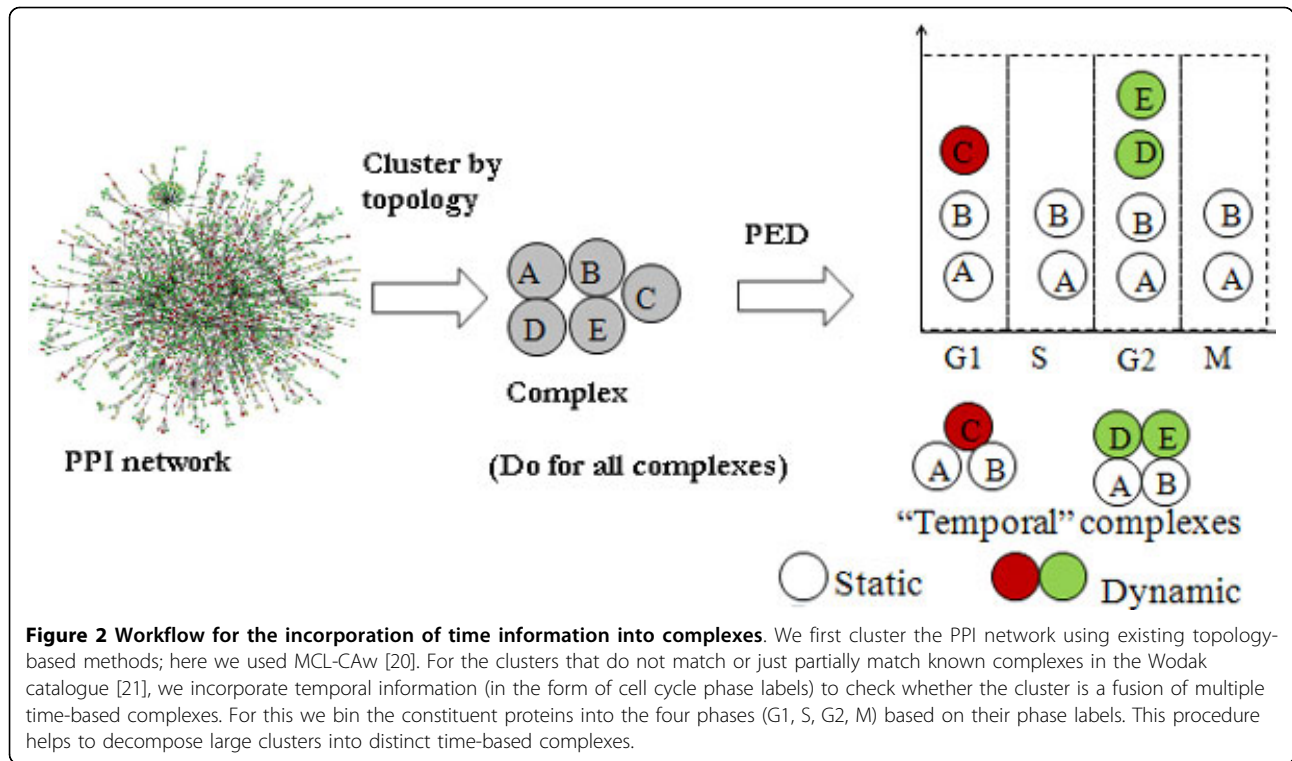 Cluster by
topology
PED
A B
C
D E
Complex
(Do for all complexes)
PPI network
E
C D
B B B B
A A A A
G1 S G2 M
C D E
A B A B
“Temporal” complexes
Static Dynamic
Figure 2 Workflow for the incorporation of time information into complexes. We first cluster the PPI network using existing topology-
based methods; here we used MCL-CAw [20]. For the clusters that do not match or just partially match known complexes in the Wodak
catalogue [21], we incorporate temporal information (in the form of cell cycle phase labels) to check whether the cluster is a fusion of multiple
time-based complexes. For this we bin the constituent proteins into the four phases (G1, S, G2, M) based on their phase labels. This procedure
helps to decompose large clusters into distinct time-based complexes.